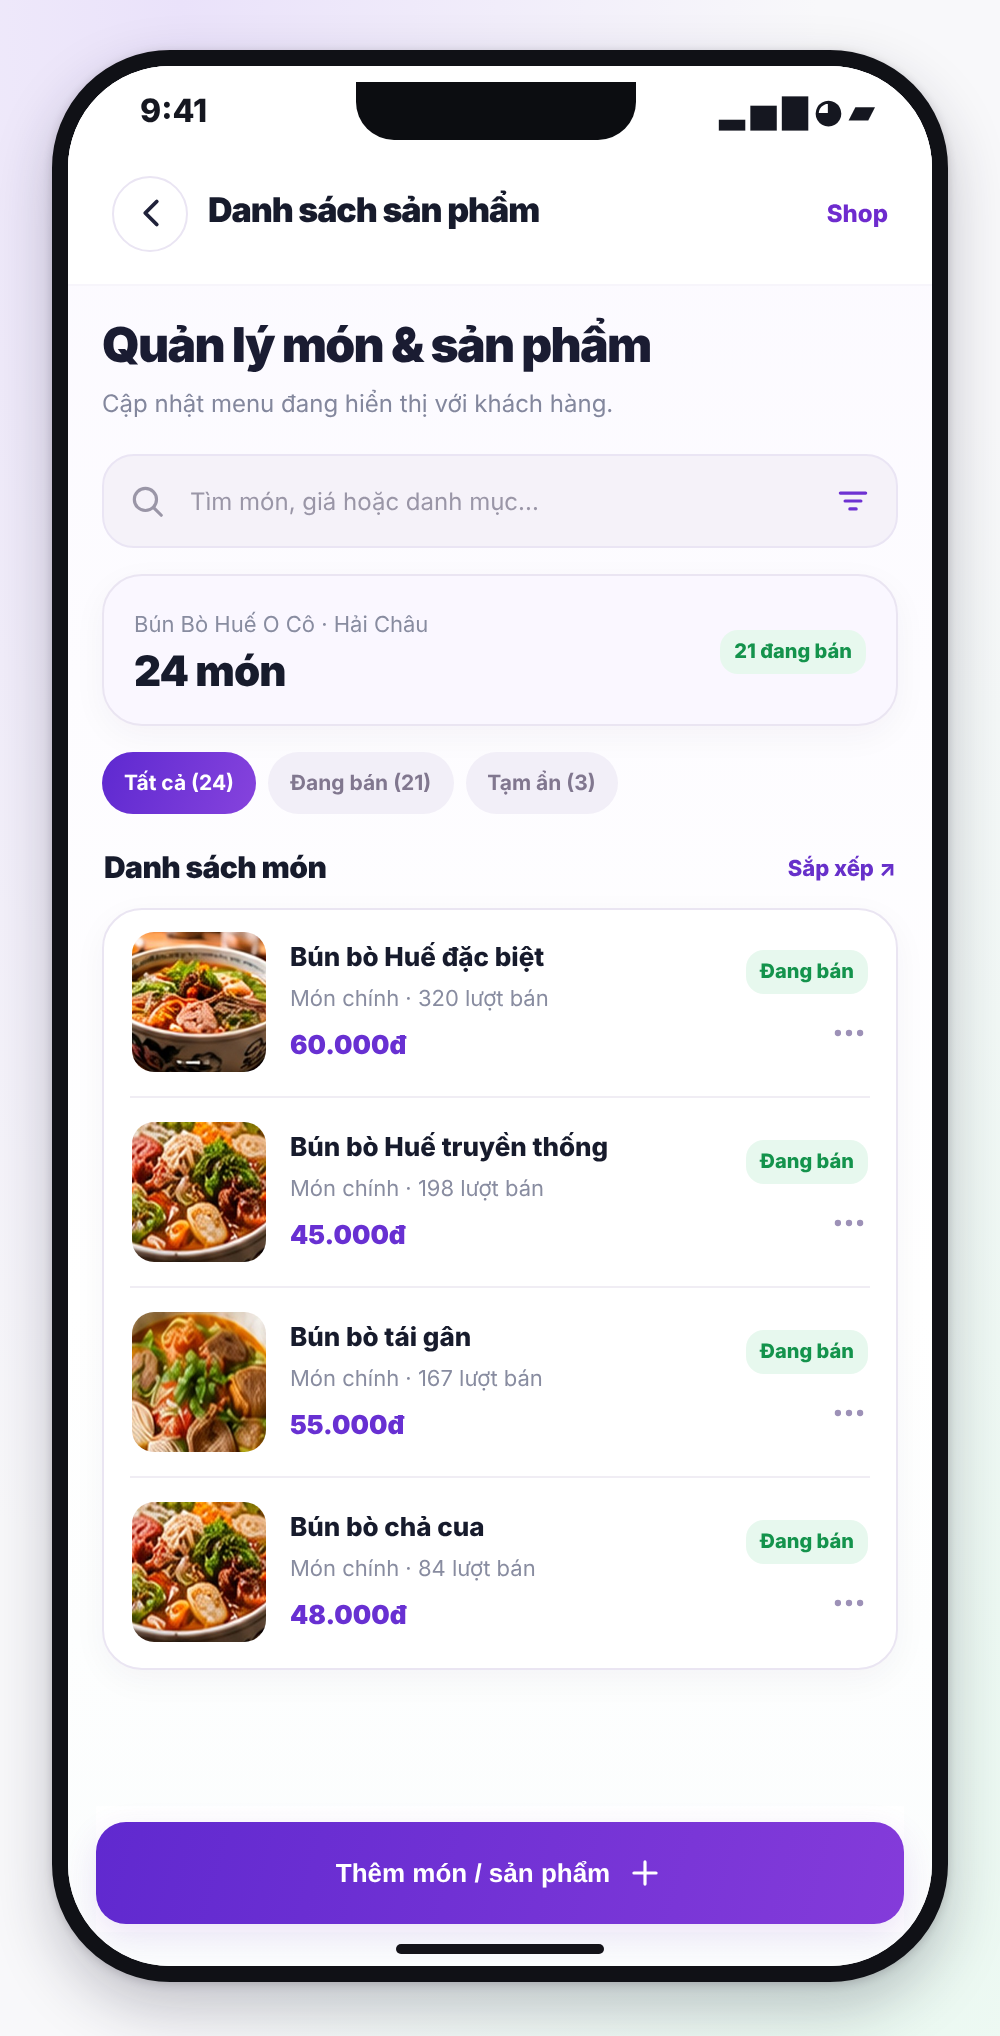 9:41
Danh sách sản phẩm
Shop
Quản lý món & sản phẩm
Cập nhật menu đang hiển thị với khách hàng.
Tìm món, giá hoặc danh mục...
Bún Bò Huế O Cô · Hải Châu
24 món
21 đang bán
Tất cả (24)
Đang bán (21)
Tạm ẩn (3)
Danh sách món
Sắp xếp ↗
Bún bò Huế đặc biệt
Đang bán
Món chính · 320 lượt bán
60.000đ
Bún bò Huế truyền thống
Đang bán
Món chính · 198 lượt bán
45.000đ
Bún bò tái gân
Đang bán
Món chính · 167 lượt bán
55.000đ
Bún bò chả cua
Đang bán
Món chính · 84 lượt bán
48.000đ
Thêm món / sản phẩm +